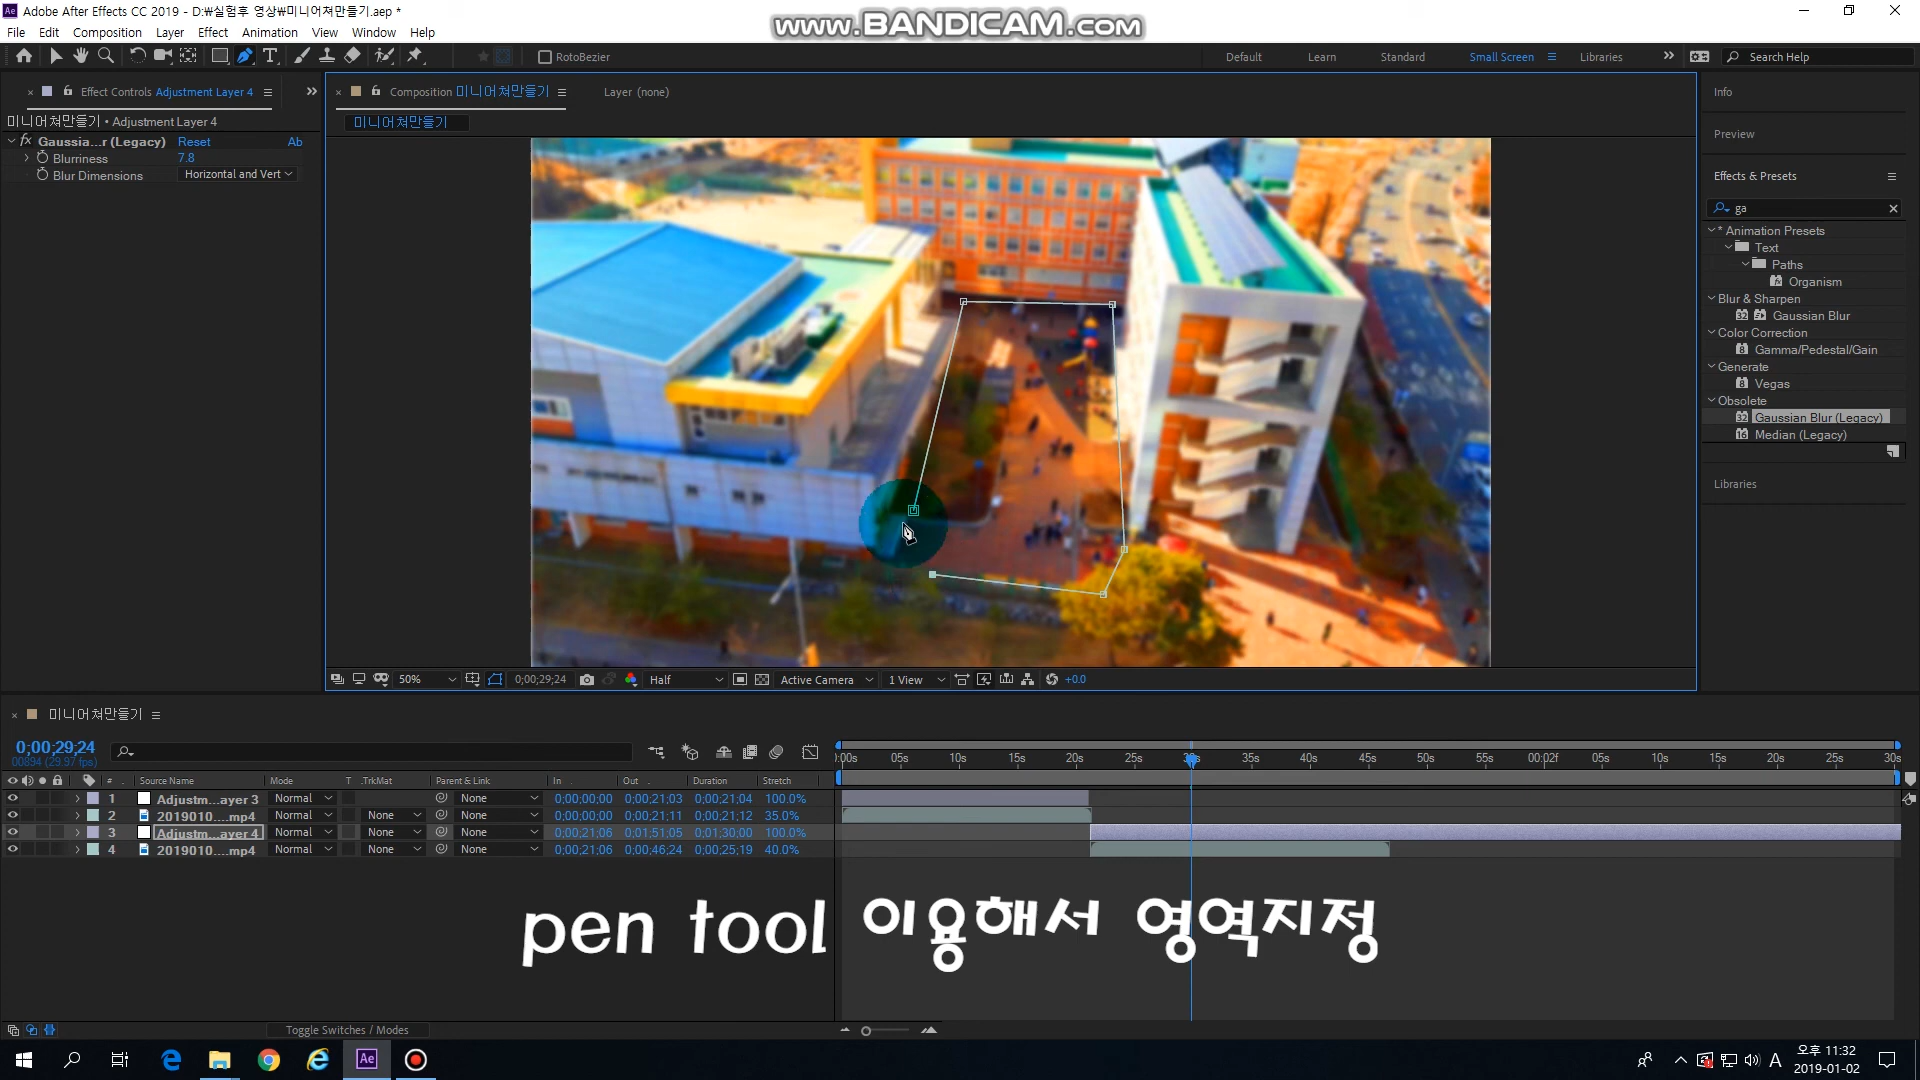 Adobe After Effects CC 2019 - D:\실험후 영상\미니어쳐만들기.aep *
www.BANDICAM.com
File Edit Composition Layer Effect Animation View Window Help
RotoBezier
Default Learn Standard Small Screen Libraries Search Help
Effect Controls Adjustment Layer 4
Composition 미니어쳐만들기
Layer (none)
미니어쳐만들기 • Adjustment Layer 4
미니어쳐만들기
fx Gaussia...r (Legacy) Reset Ab
Blurriness 7.8
Blur Dimensions Horizontal and Vert
Info
Preview
Effects & Presets
ga
* Animation Presets
Text
Paths
Organism
Blur & Sharpen
Gaussian Blur
Color Correction
Gamma/Pedestal/Gain
Generate
Vegas
Obsolete
Gaussian Blur (Legacy)
Median (Legacy)
Libraries
50% 0;00;29;24 Half Active Camera 1 View +0.0
미니어쳐만들기
0;00;29;24
00894 (29.97 fps)
:00s 05s 10s 15s 20s 25s 30s 35s 40s 45s 50s 55s 00:02f 05s 10s 15s 20s 25s 30s
# Source Name Mode T .TrkMat Parent & Link In Out Duration Stretch
1 Adjustm...ayer 3 Normal None 0;00;00;00 0;00;21;03 0;00;21;04 100.0%
2 2019010....mp4 Normal None None 0;00;00;00 0;00;21;11 0;00;21;12 35.0%
3 Adjustm...ayer 4 Normal None None 0;00;21;06 0;01;51;05 0;01;30;00 100.0%
4 2019010....mp4 Normal None None 0;00;21;06 0;00;46;24 0;00;25;19 40.0%
pen tool 이용해서 영역지정
Toggle Switches / Modes
Ae
A
오후 11:32
2019-01-02